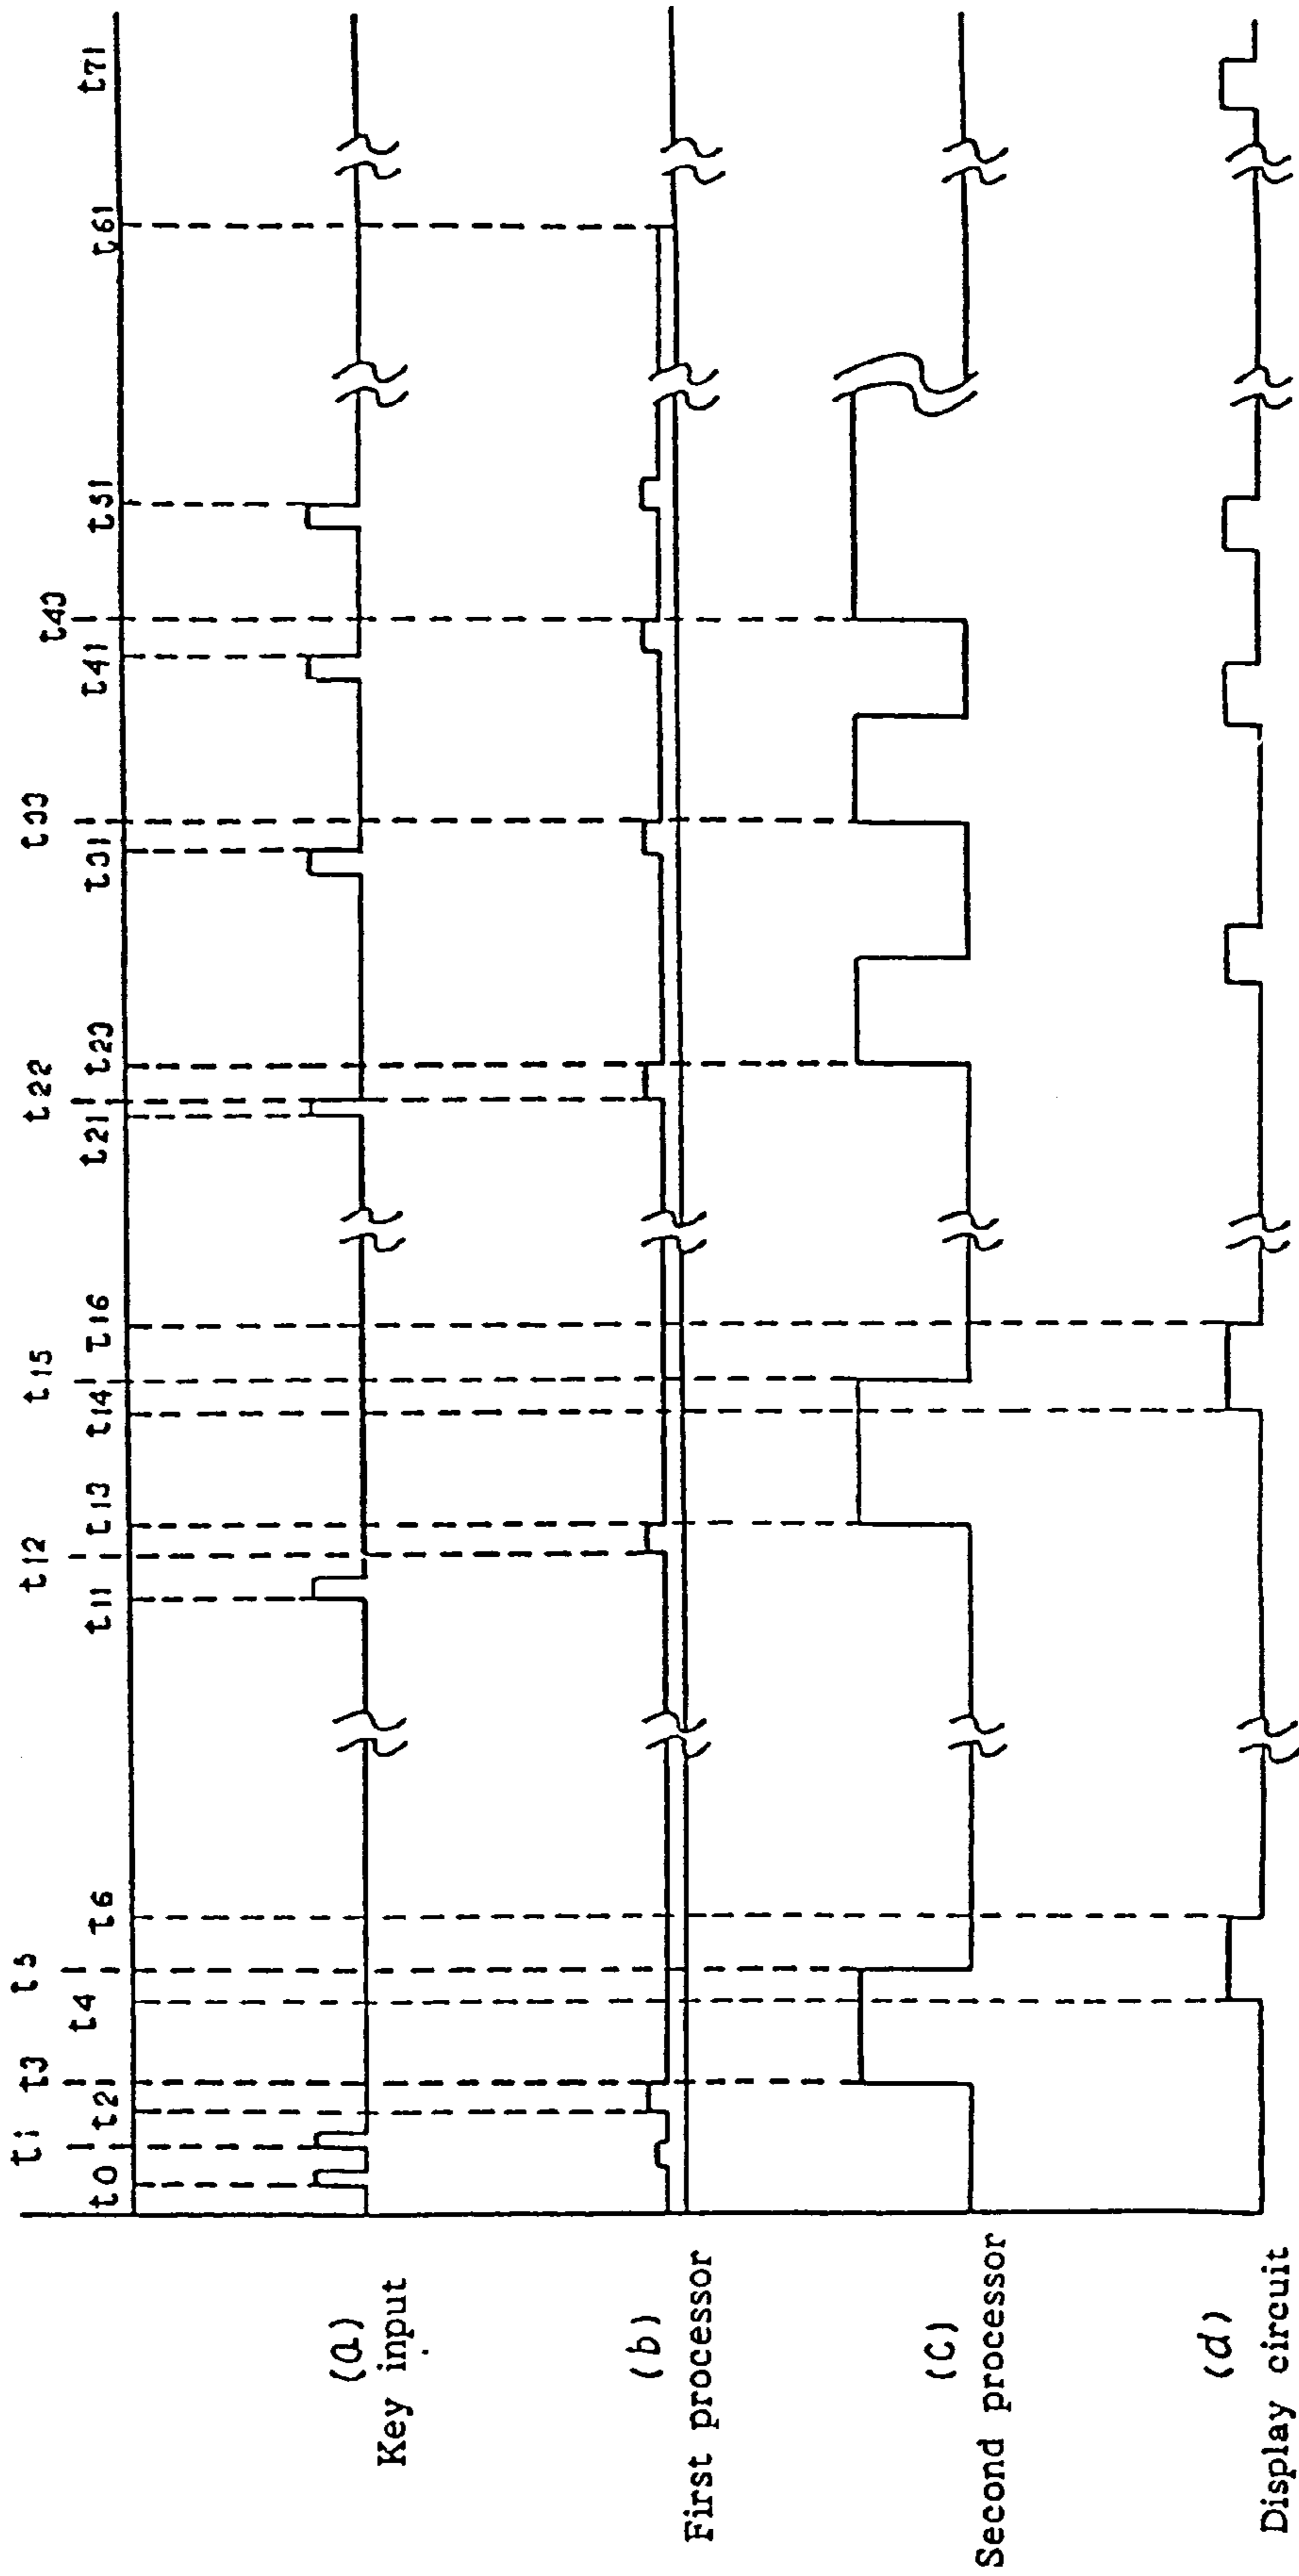 t1 t3 t5 t12 t15 t22 t33 t43
t0 t2 t4 t6 t11 t13 t14 t16 t21 t23 t31 t41 t51 t61 t71
(a)
Key input
(b)
First processor
(C)
Second processor
(d)
Display circuit